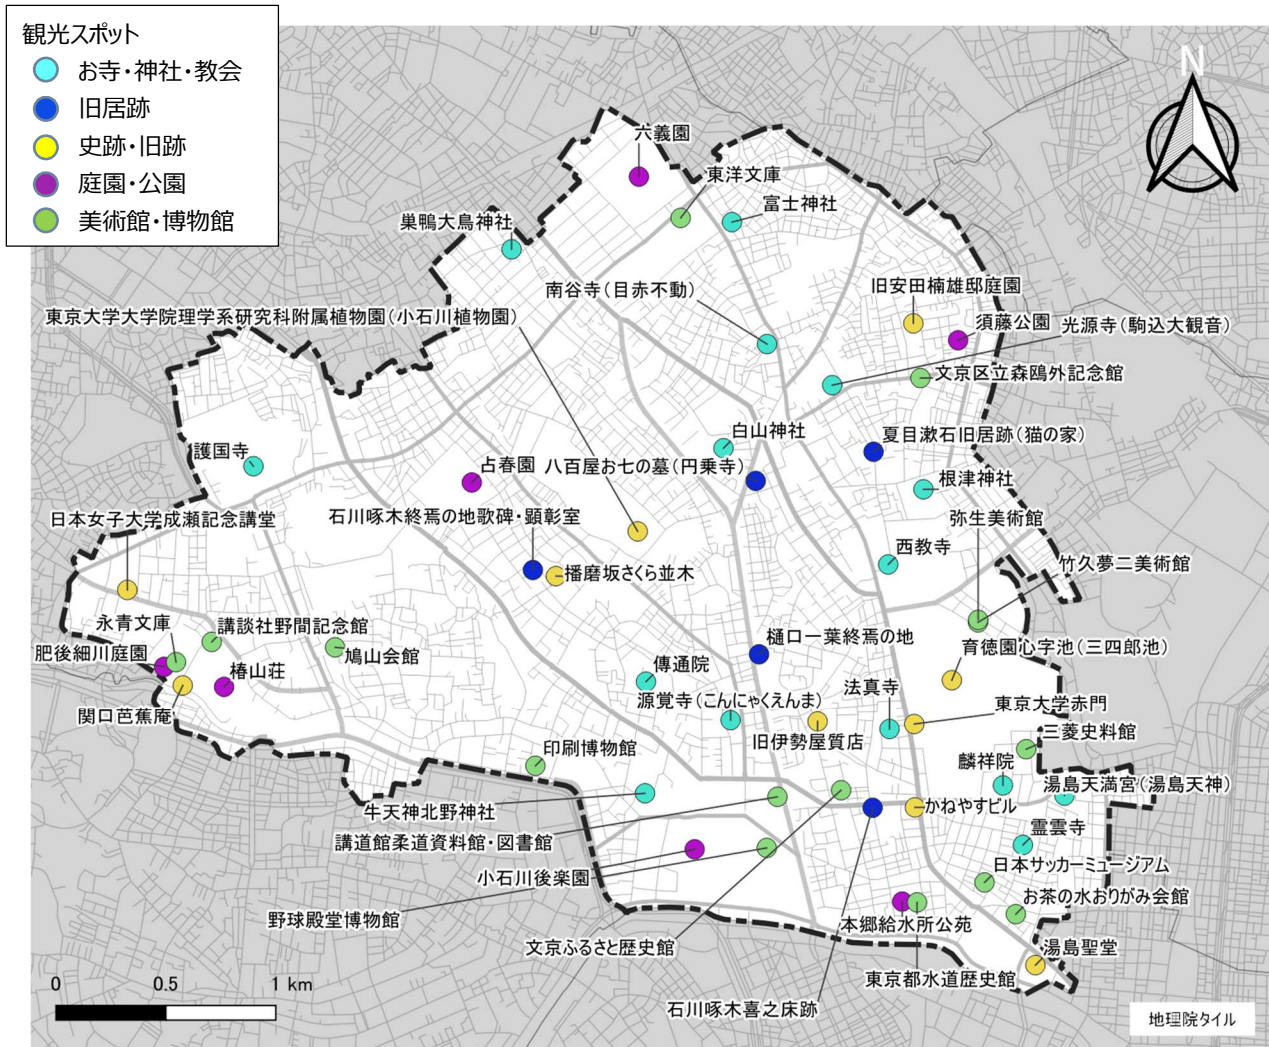 観光スポット
お寺・神社・教会
旧居跡
史跡・旧跡
庭園・公園
美術館・博物館
N
六義園
東洋文庫
富士神社
巣鴨大鳥神社
南谷寺(目赤不動)
旧安田楠雄邸庭園
東京大学大学院理学系研究科附属植物園(小石川植物園)
須藤公園
光源寺(駒込大観音)
文京区立森鴎外記念館
白山神社
夏目漱石旧居跡(猫の家)
護国寺
占春園
八百屋お七の墓(円乗寺)
根津神社
石川啄木終焉の地歌碑・顕彰室
日本女子大学成瀬記念講堂
弥生美術館
西教寺
竹久夢二美術館
播磨坂さくら並木
永青文庫
講談社野間記念館
樋口一葉終焉の地
肥後細川庭園
鳩山会館
育徳園心字池(三四郎池)
椿山荘
傳通院
法真寺
源覚寺(こんにゃくえんま)
東京大学赤門
関口芭蕉庵
三菱史料館
旧伊勢屋質店
印刷博物館
麟祥院
湯島天満宮(湯島天神)
牛天神北野神社
かねやすビル
霊雲寺
講道館柔道資料館・図書館
日本サッカーミュージアム
小石川後楽園
お茶の水おりがみ会館
野球殿堂博物館
本郷給水所公苑
文京ふるさと歴史館
湯島聖堂
東京都水道歴史館
石川啄木喜之床跡
0 0.5 1 km
地理院タイル